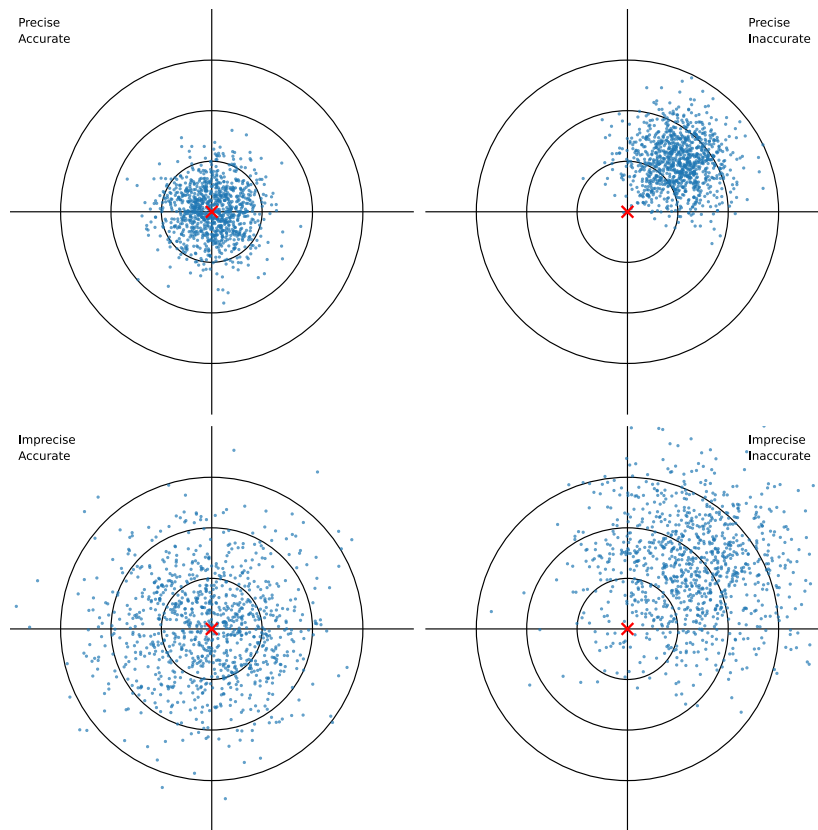 Precise
Accurate
Precise
Inaccurate
Imprecise
Accurate
Imprecise
Inaccurate